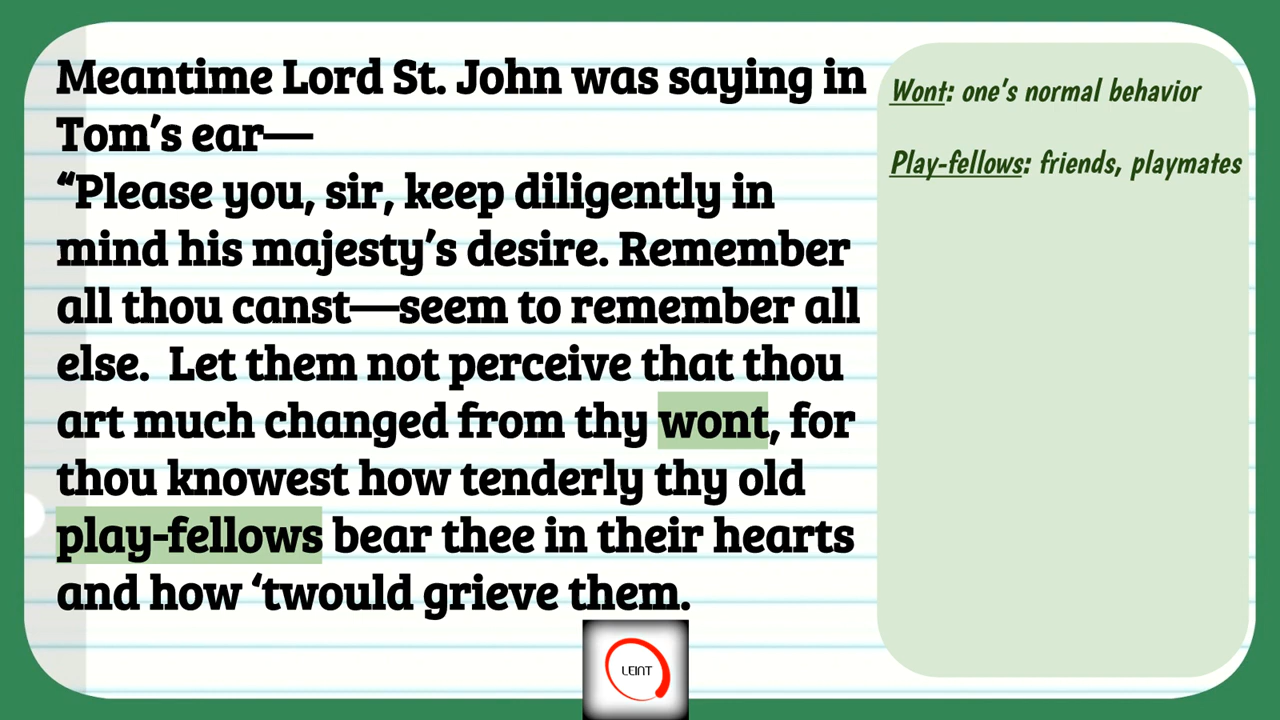 Meantime Lord St. John was saying in
Tom's ear—
“Please you, sir, keep diligently in
mind his majesty's desire. Remember
all thou canst—seem to remember all
else.  Let them not perceive that thou
art much changed from thy wont, for
thou knowest how tenderly thy old
play-fellows bear thee in their hearts
and how ‘twould grieve them.
Wont: one's normal behavior
Play-fellows: friends, playmates
LEINT